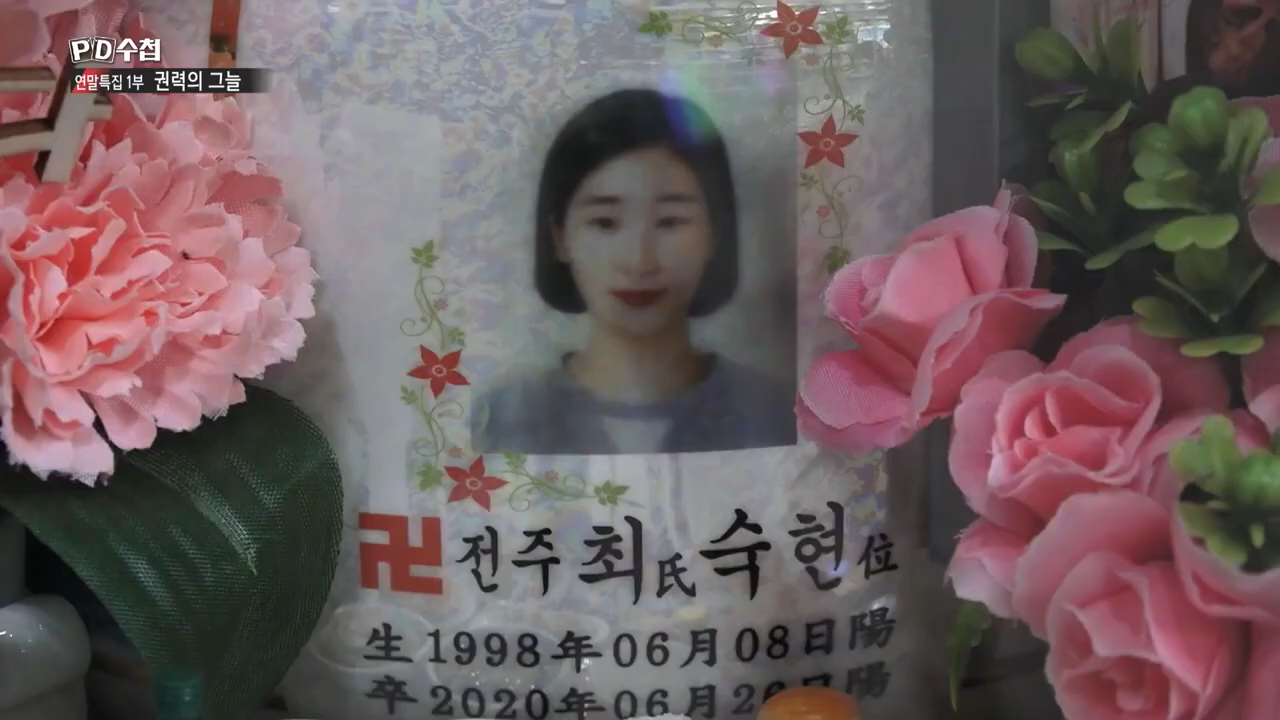 PD수첩
연말특집 1부 권력의 그늘
卍 전주 최氏 숙현 位
生 1998年 06月 08日 陽
卒 2020年 06月 26日 陽